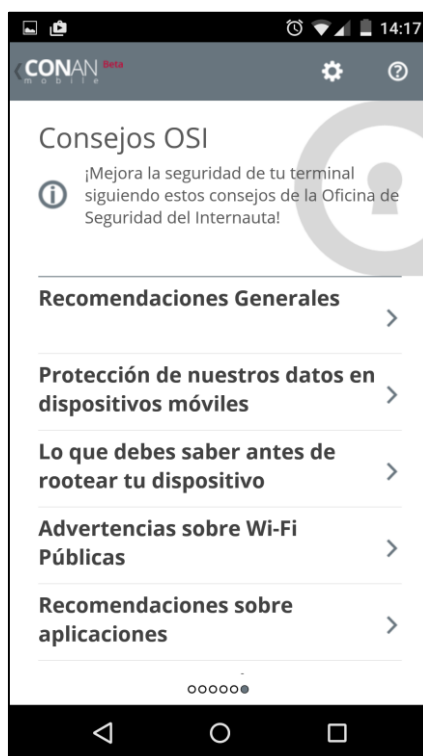 14:17
CONAN Beta
mobile
Consejos OSI
¡Mejora la seguridad de tu terminal
siguiendo estos consejos de la Oficina de
Seguridad del Internauta!
Recomendaciones Generales
Protección de nuestros datos en
dispositivos móviles
Lo que debes saber antes de
rootear tu dispositivo
Advertencias sobre Wi-Fi
Públicas
Recomendaciones sobre
aplicaciones